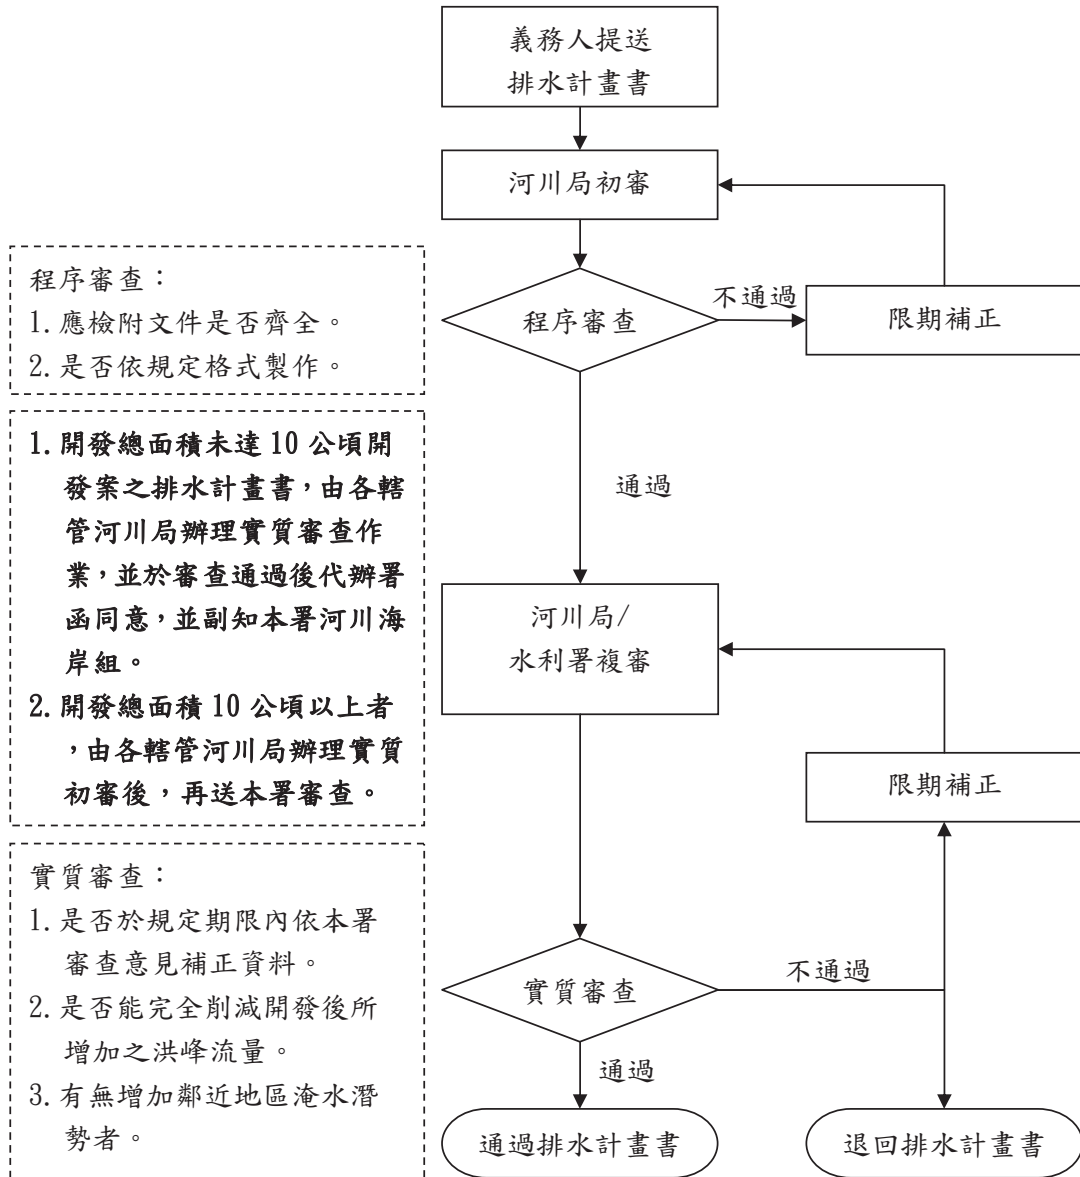 義務人提送
排水計畫書
河川局初審
程序審查：
1.應檢附文件是否齊全。
2.是否依規定格式製作。
程序審查
不通過
限期補正
通過
1.開發總面積未達10公頃開
發案之排水計畫書，由各轄
管河川局辦理實質審查作
業，並於審查通過後代辦署
函同意，並副知本署河川海
岸組。
2.開發總面積10公頃以上者
，由各轄管河川局辦理實質
初審後，再送本署審查。
河川局/
水利署複審
限期補正
實質審查：
1.是否於規定期限內依本署
審查意見補正資料。
2.是否能完全削減開發後所
增加之洪峰流量。
3.有無增加鄰近地區淹水潛
勢者。
實質審查
不通過
通過
通過排水計畫書
退回排水計畫書